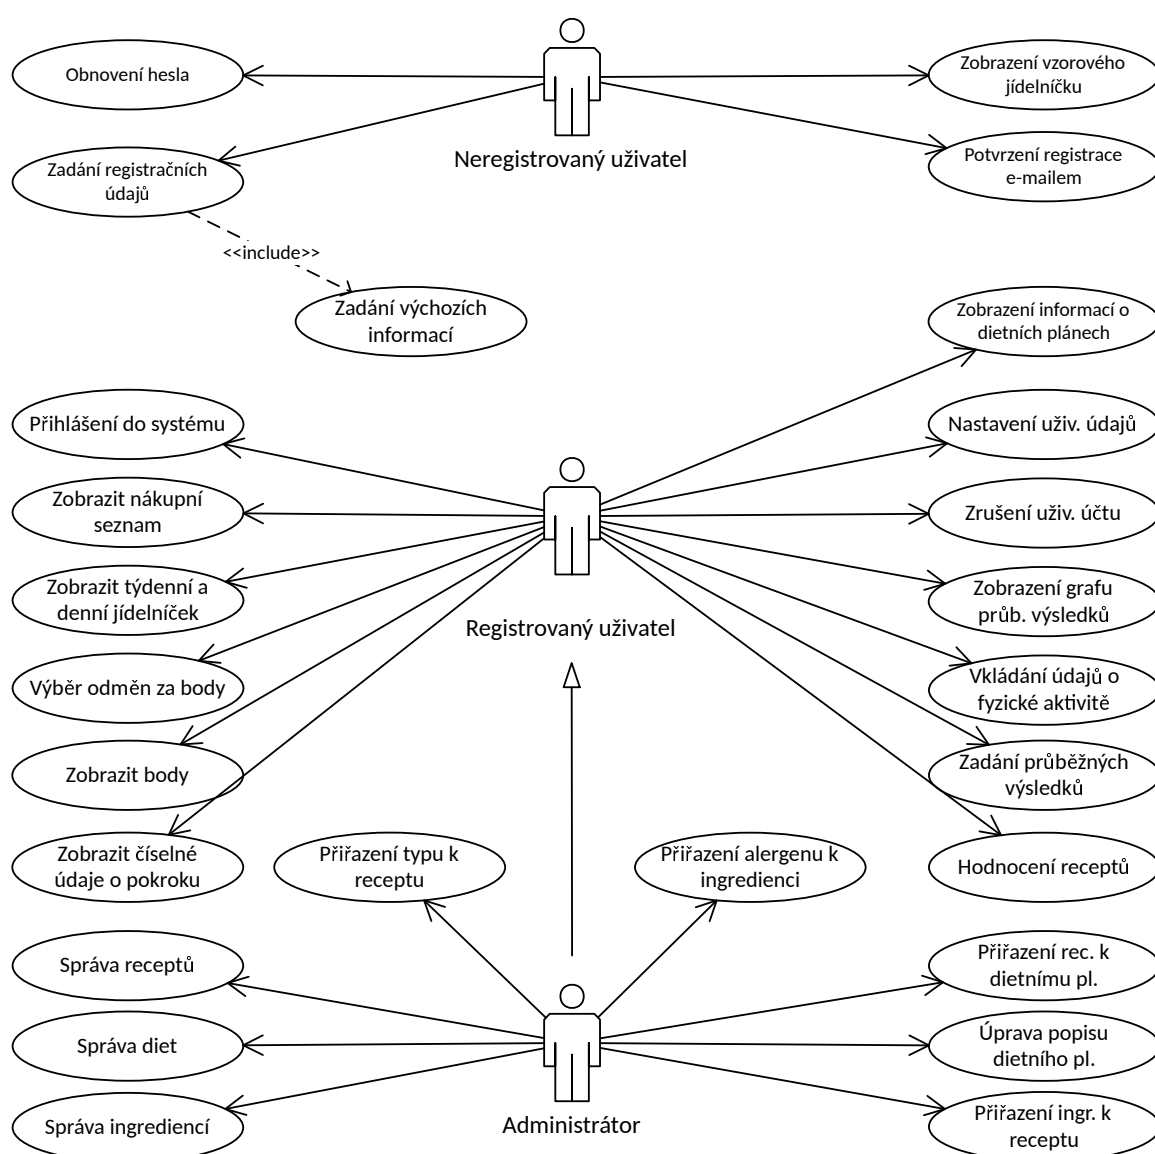 Obnovení hesla
Zobrazení vzorového
jídelníčku
Neregistrovaný uživatel
Zadání registračních
údajů
Potvrzení registrace
e-mailem
<<include>>
Zadání výchozích
informací
Zobrazení informací o
dietních plánech
Přihlášení do systému
Nastavení uživ. údajů
Zobrazit nákupní
seznam
Zrušení uživ. účtu
Zobrazit týdenní a
denní jídelníček
Zobrazení grafu
průb. výsledků
Registrovaný uživatel
Výběr odměn za body
Vkládání údajů o
fyzické aktivitě
Zobrazit body
Zadání průběžných
výsledků
Zobrazit číselné
údaje o pokroku
Přiřazení typu k
receptu
Přiřazení alergenu k
ingredienci
Hodnocení receptů
Správa receptů
Přiřazení rec. k
dietnímu pl.
Správa diet
Úprava popisu
dietního pl.
Správa ingrediencí
Administrátor
Přiřazení ingr. k
receptu